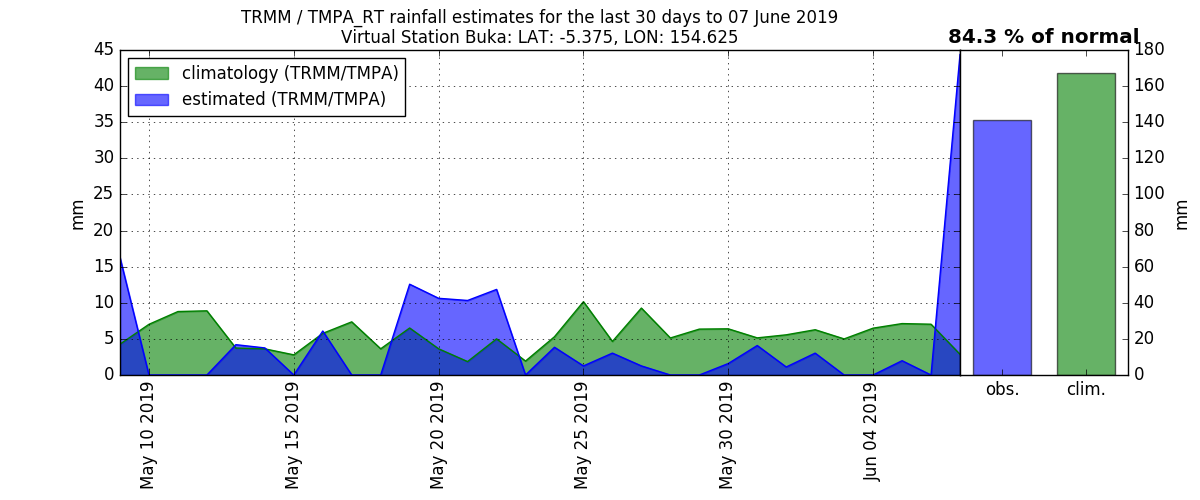 TRMM / TMPA_RT rainfall estimates for the last 30 days to 07 June 2019
Virtual Station Buka: LAT: -5.375, LON: 154.625
84.3 % of normal
climatology (TRMM/TMPA)
estimated (TRMM/TMPA)
45
40
35
30
25
20
15
10
5
0
mm
May 10 2019
May 15 2019
May 20 2019
May 25 2019
May 30 2019
Jun 04 2019
obs.
clim.
180
160
140
120
100
80
60
40
20
0
mm